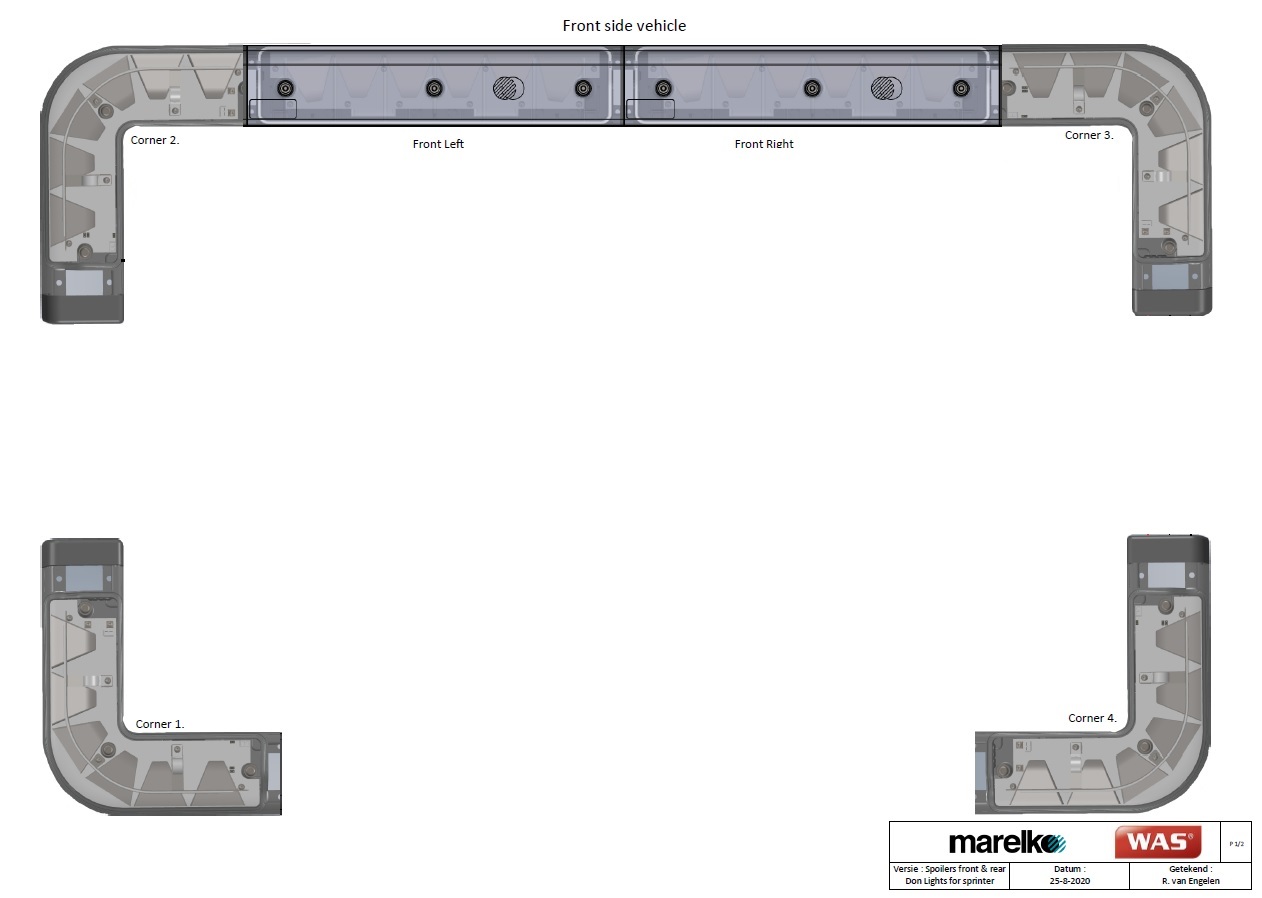 Front side vehicle
Corner 2.
Front Left
Front Right
Corner 3.
Corner 1.
Corner 4.
marelko
WAS®
P 1/2
Versie : Spoilers front & rear
Don Lights for sprinter
Datum :
25-8-2020
Getekend :
R. van Engelen